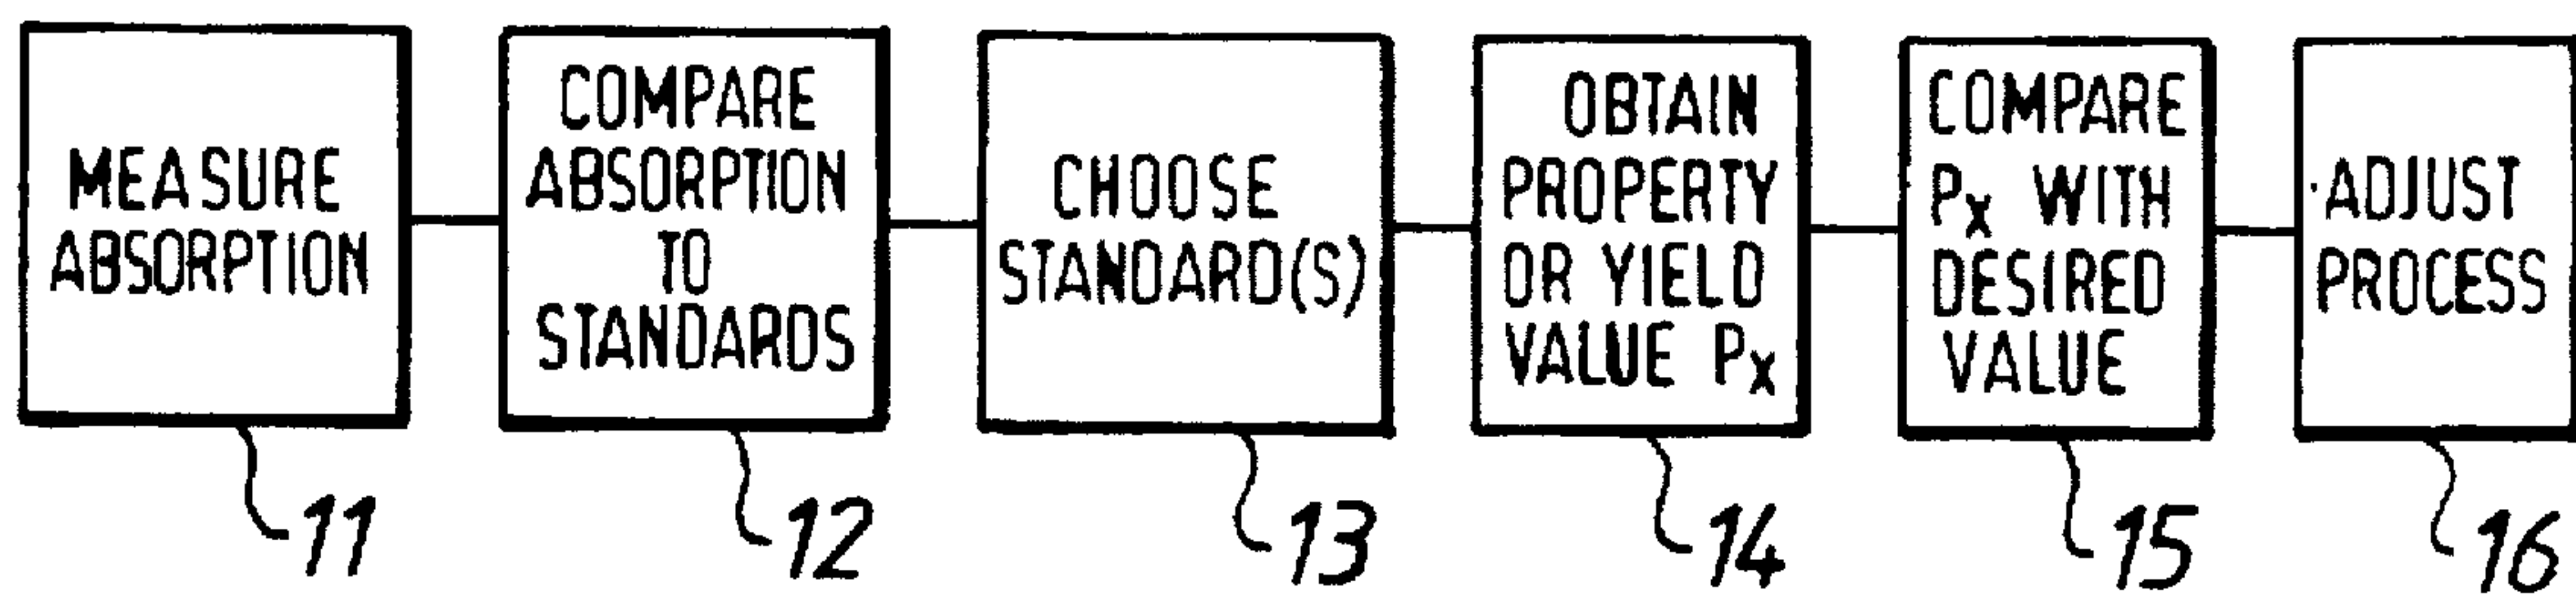 MEASURE
ABSORPTION
COMPARE
ABSORPTION
TO
STANDARDS
CHOOSE
STANDARD(S)
OBTAIN
PROPERTY
OR YIELD
VALUE Px
COMPARE
Px WITH
DESIRED
VALUE
ADJUST
PROCESS
11
12
13
14
15
16